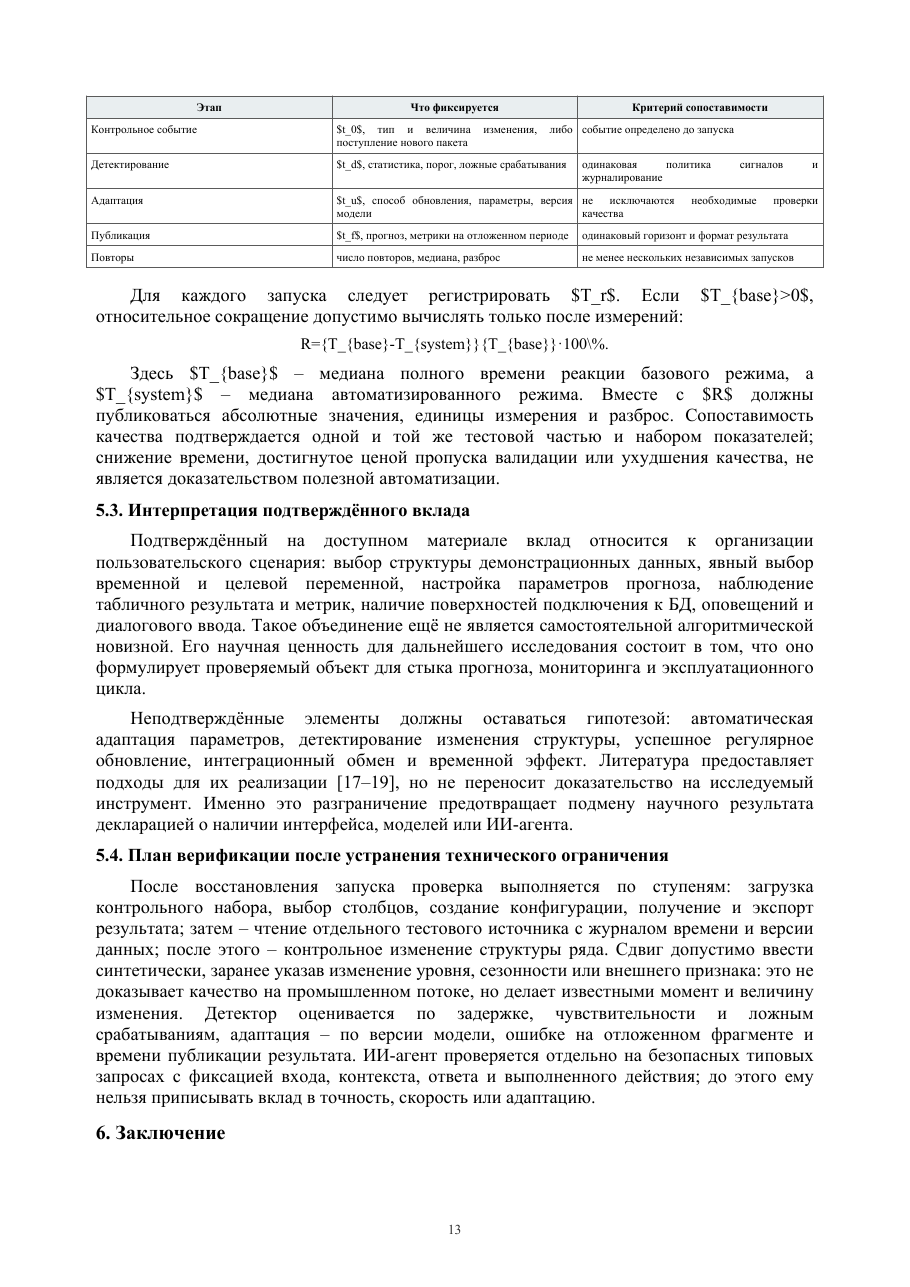 Этап Что фиксируется Критерий сопоставимости
Контрольное событие $t_0$, тип и величина изменения, либо событие определено до запуска
поступление нового пакета
Детектирование $t_d$, статистика, порог, ложные срабатывания одинаковая политика сигналов и
журналирование
Адаптация $t_u$, способ обновления, параметры, версия не исключаются необходимые проверки
модели качества
Публикация $t_f$, прогноз, метрики на отложенном периоде одинаковый горизонт и формат результата
Повторы число повторов, медиана, разброс не менее нескольких независимых запусков
Для каждого запуска следует регистрировать $T_r$. Если $T_{base}>0$,
относительное сокращение допустимо вычислять только после измерений:
R={T_{base}-T_{system}}{T_{base}}·100\%.
Здесь $T_{base}$ – медиана полного времени реакции базового режима, а
$T_{system}$ – медиана автоматизированного режима. Вместе с $R$ должны
публиковаться абсолютные значения, единицы измерения и разброс. Сопоставимость
качества подтверждается одной и той же тестовой частью и набором показателей;
снижение времени, достигнутое ценой пропуска валидации или ухудшения качества, не
является доказательством полезной автоматизации.
5.3. Интерпретация подтверждённого вклада
Подтверждённый на доступном материале вклад относится к организации
пользовательского сценария: выбор структуры демонстрационных данных, явный выбор
временной и целевой переменной, настройка параметров прогноза, наблюдение
табличного результата и метрик, наличие поверхностей подключения к БД, оповещений и
диалогового ввода. Такое объединение ещё не является самостоятельной алгоритмической
новизной. Его научная ценность для дальнейшего исследования состоит в том, что оно
формулирует проверяемый объект для стыка прогноза, мониторинга и эксплуатационного
цикла.
Неподтверждённые элементы должны оставаться гипотезой: автоматическая
адаптация параметров, детектирование изменения структуры, успешное регулярное
обновление, интеграционный обмен и временной эффект. Литература предоставляет
подходы для их реализации [17–19], но не переносит доказательство на исследуемый
инструмент. Именно это разграничение предотвращает подмену научного результата
декларацией о наличии интерфейса, моделей или ИИ-агента.
5.4. План верификации после устранения технического ограничения
После восстановления запуска проверка выполняется по ступеням: загрузка
контрольного набора, выбор столбцов, создание конфигурации, получение и экспорт
результата; затем – чтение отдельного тестового источника с журналом времени и версии
данных; после этого – контрольное изменение структуры ряда. Сдвиг допустимо ввести
синтетически, заранее указав изменение уровня, сезонности или внешнего признака: это не
доказывает качество на промышленном потоке, но делает известными момент и величину
изменения. Детектор оценивается по задержке, чувствительности и ложным
срабатываниям, адаптация – по версии модели, ошибке на отложенном фрагменте и
времени публикации результата. ИИ-агент проверяется отдельно на безопасных типовых
запросах с фиксацией входа, контекста, ответа и выполненного действия; до этого ему
нельзя приписывать вклад в точность, скорость или адаптацию.
6. Заключение
13